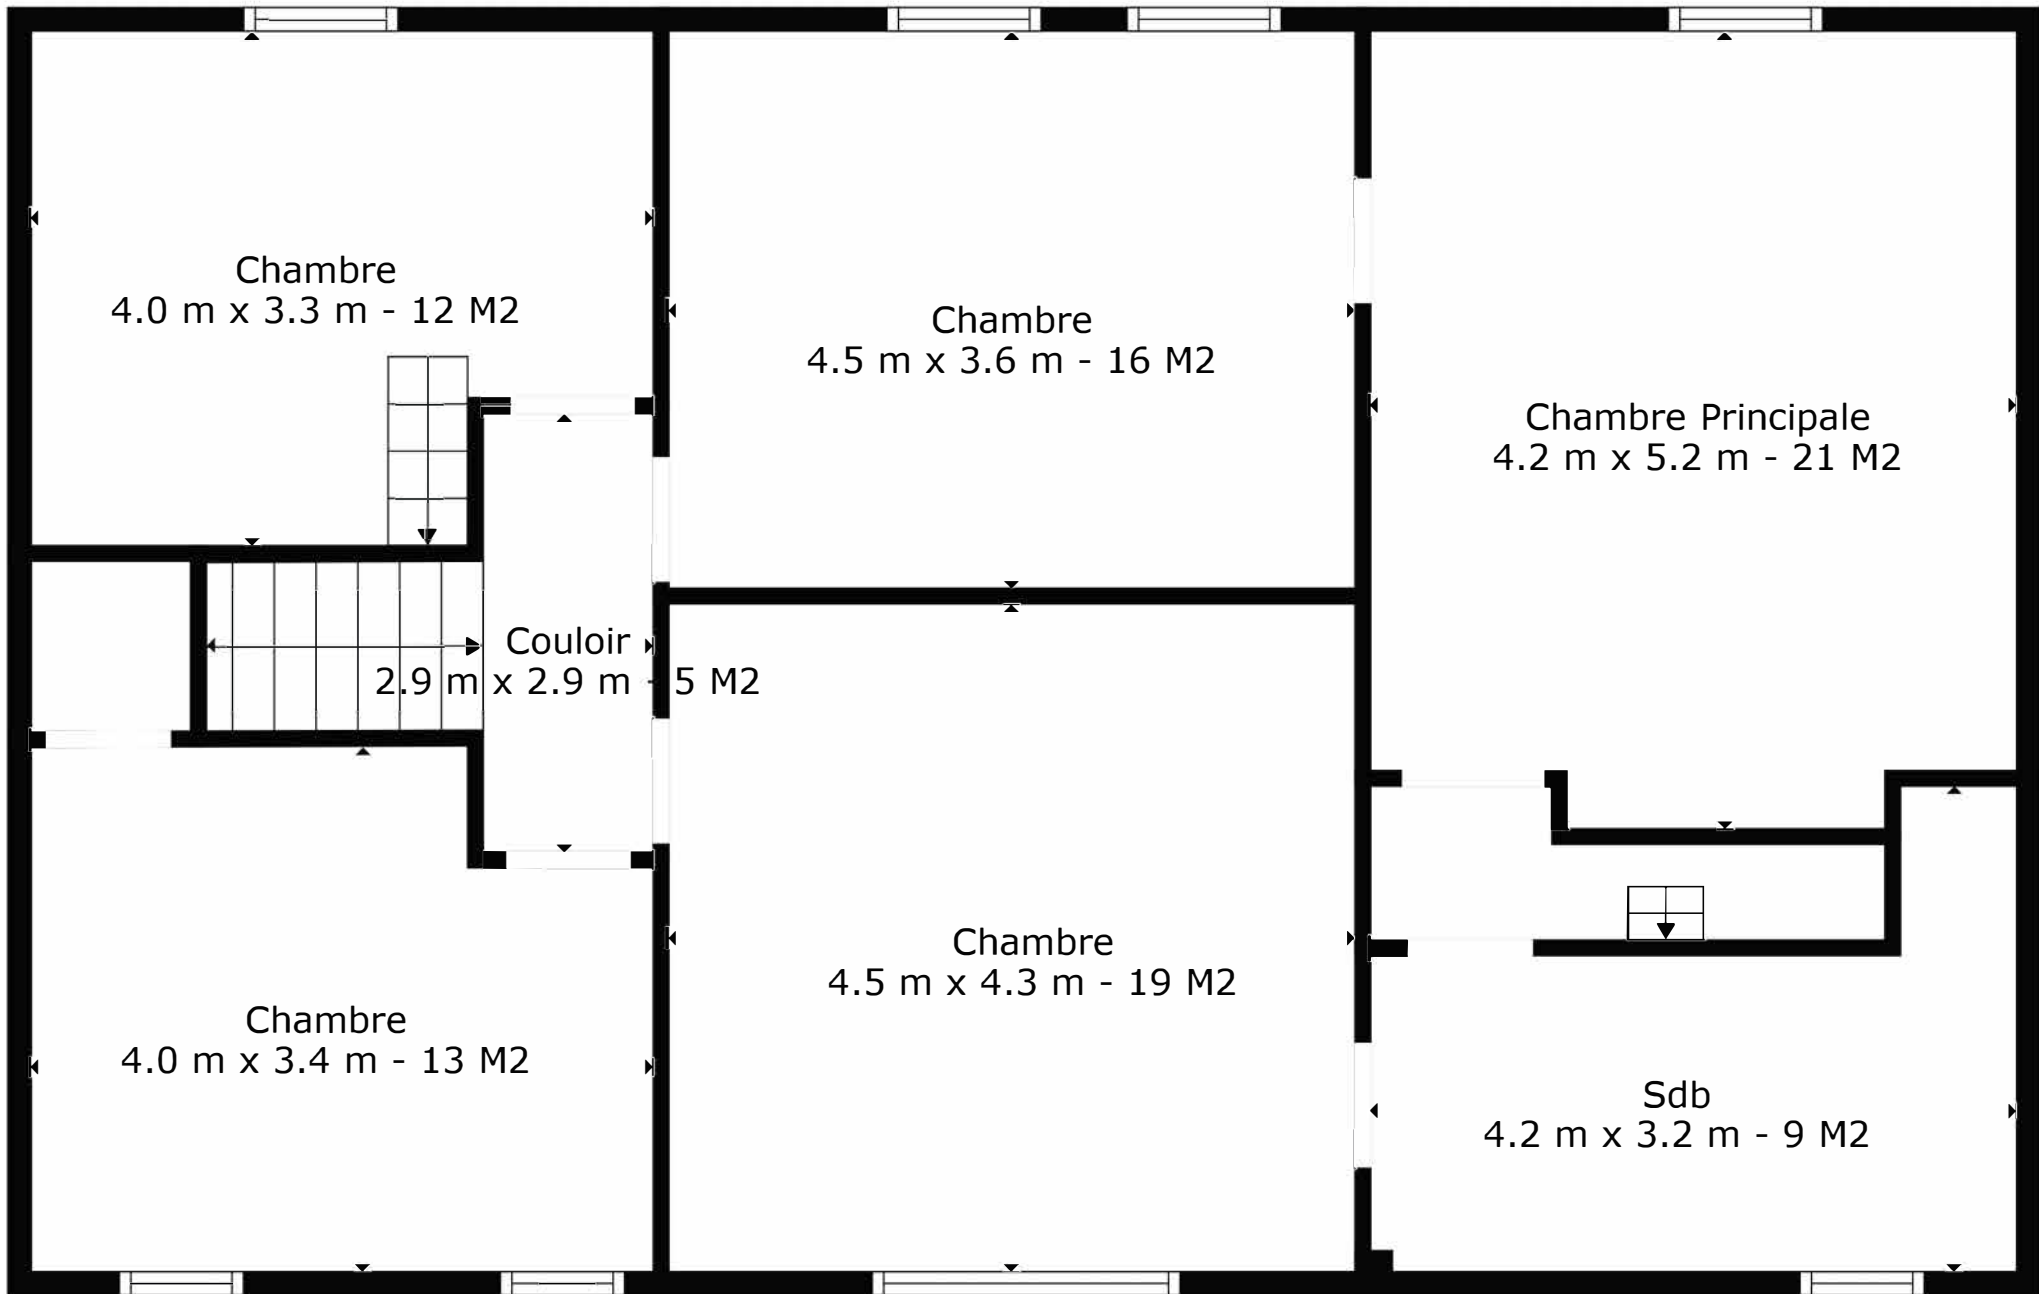 Chambre
4.0 m x 3.3 m - 12 M2
Chambre
4.5 m x 3.6 m - 16 M2
Chambre Principale
4.2 m x 5.2 m - 21 M2
Couloir
2.9 m x 2.9 m - 5 M2
Chambre
4.5 m x 4.3 m - 19 M2
Chambre
4.0 m x 3.4 m - 13 M2
Sdb
4.2 m x 3.2 m - 9 M2